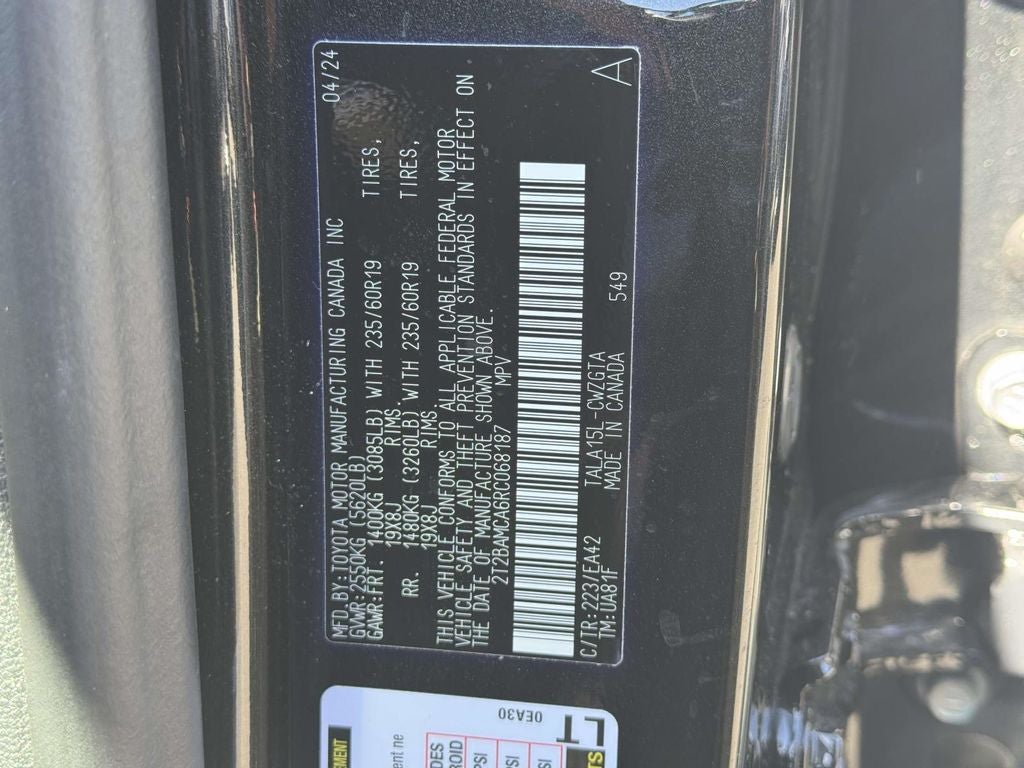 MFD.BY:TOYOTA MOTOR MANUFACTURING CANADA INC 04/24
GVWR:2550KG (5620LB)
GAWR:FRT. 1400KG (3085LB) WITH 235/60R19 TIRES,
19X8J RIMS.
RR. 1480KG (3260LB) WITH 235/60R19 TIRES,
19X8J RIMS.
THIS VEHICLE CONFORMS TO ALL APPLICABLE FEDERAL MOTOR
VEHICLE SAFETY AND THEFT PREVENTION STANDARDS IN EFFECT ON
THE DATE OF MANUFACTURE SHOWN ABOVE.
2T2BAMCA6RC068187 MPV
C/TR:223/EA42 TALA15L-CWZGTA 549
TM:UA81F MADE IN CANADA
A
0EA30